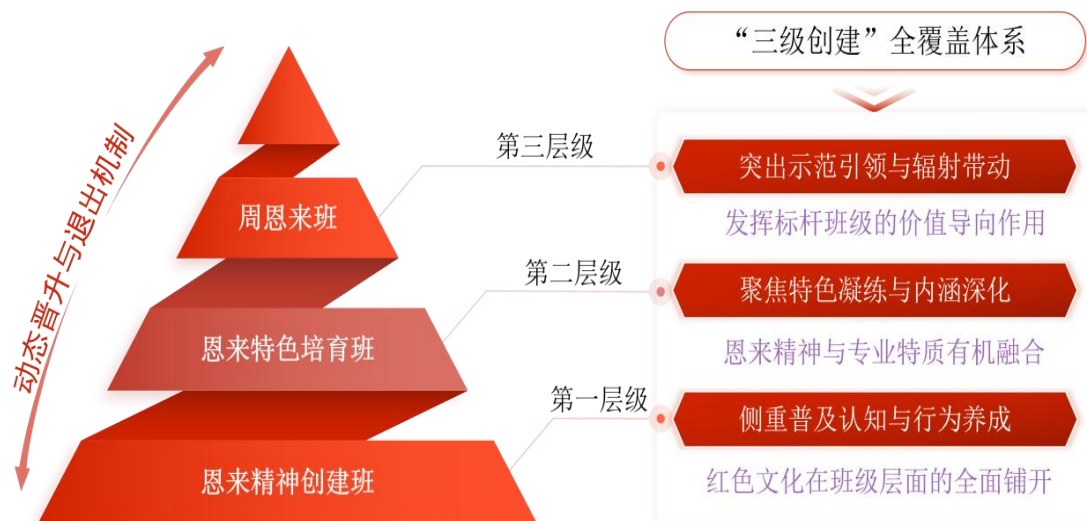 “三级创建”全覆盖体系
动态晋升与退出机制
第三层级
周恩来班
突出示范引领与辐射带动
发挥标杆班级的价值导向作用
第二层级
恩来特色培育班
聚焦特色凝练与内涵深化
恩来精神与专业特质有机融合
第一层级
恩来精神创建班
侧重普及认知与行为养成
红色文化在班级层面的全面铺开